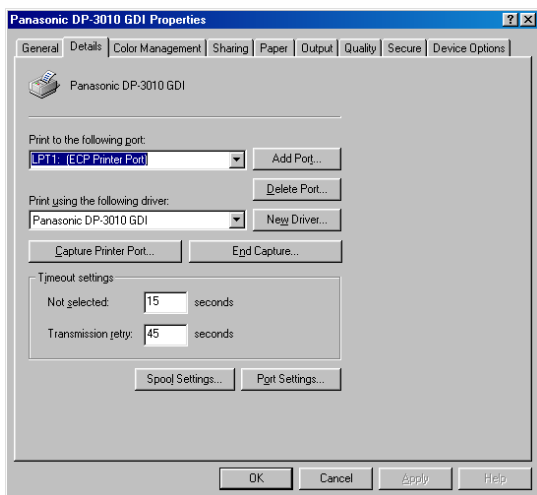 Panasonic DP-3010 GDI Properties
General Details Color Management Sharing Paper Output Quality Secure Device Options
Panasonic DP-3010 GDI
Print to the following port:
LPT1: (ECP Printer Port) Add Port...
Delete Port...
Print using the following driver:
Panasonic DP-3010 GDI New Driver...
Capture Printer Port... End Capture...
Timeout settings
Not selected: 15 seconds
Transmission retry: 45 seconds
Spool Settings... Port Settings...
OK Cancel Apply Help